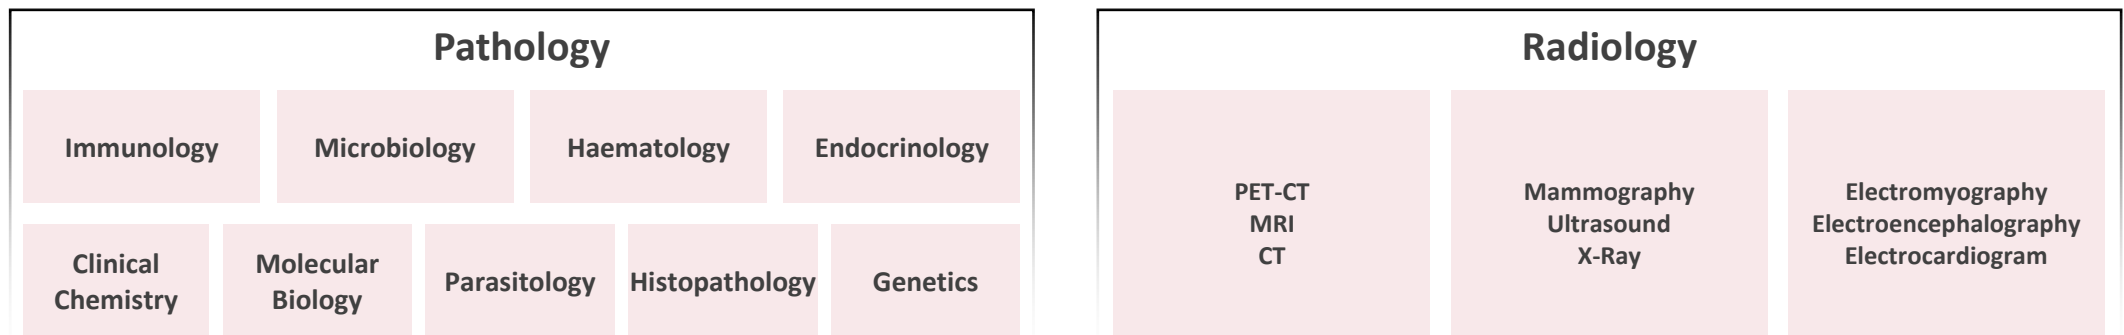 Pathology
Immunology
Microbiology
Haematology
Endocrinology
Clinical
Chemistry
Molecular
Biology
Parasitology
Histopathology
Genetics
Radiology
PET-CT
MRI
CT
Mammography
Ultrasound
X-Ray
Electromyography
Electroencephalography
Electrocardiogram